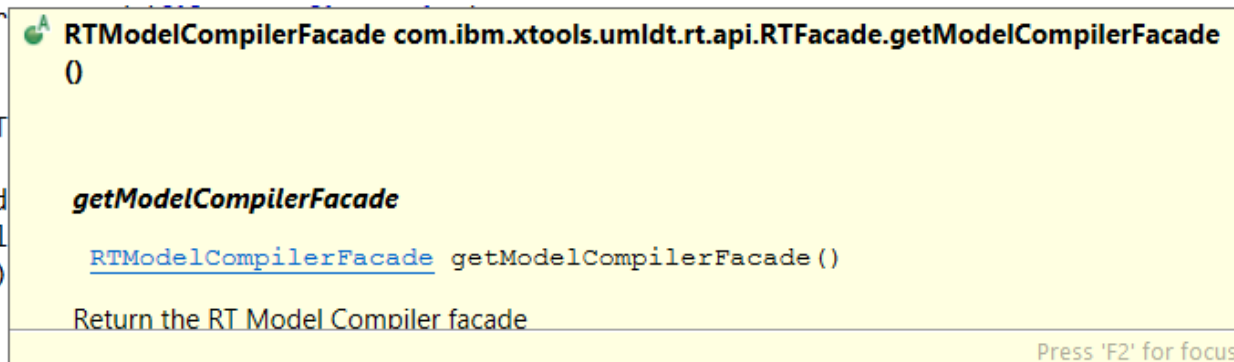 A
RTModelCompilerFacade com.ibm.xtools.umldt.rt.api.RTFacade.getModelCompilerFacade
()
getModelCompilerFacade
RTModelCompilerFacade getModelCompilerFacade()
Return the RT Model Compiler facade
Press 'F2' for focus